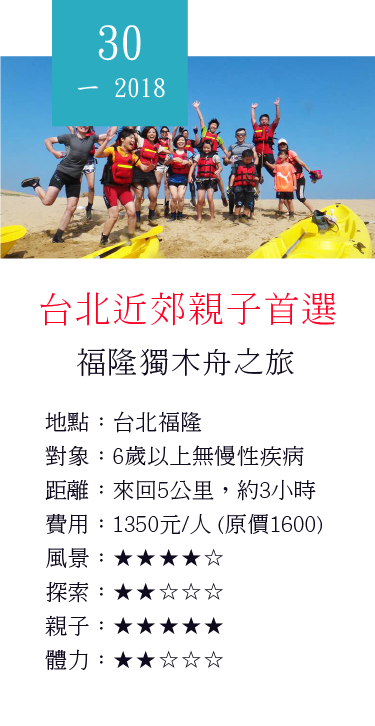 30
一 2018
台北近郊親子首選
福隆獨木舟之旅
地點：台北福隆
對象：6歲以上無慢性疾病
距離：來回5公里，約3小時
費用：1350元/人 (原價1600)
風景：★★★★☆
探索：★★☆☆☆
親子：★★★★★
體力：★★☆☆☆